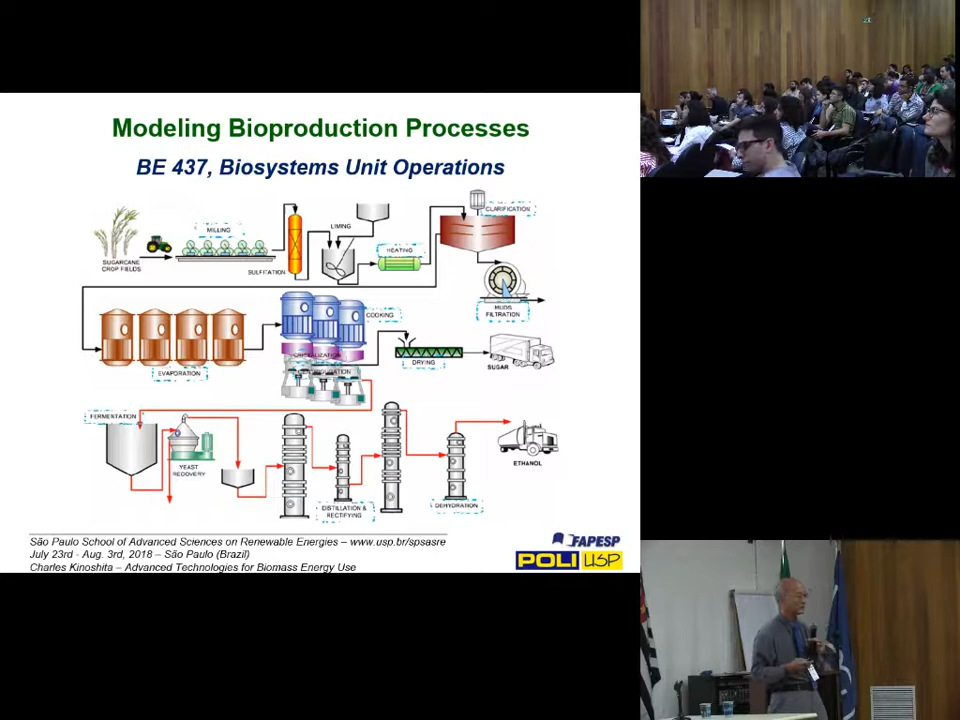 Modeling Bioproduction Processes
BE 437, Biosystems Unit Operations
CLARIFICATION
MILLING
LIMING
HEATING
SUGARCANE
CROP FIELDS
SULFITATION
MUDS
FILTRATION
COOKING
CRISTALIZATION
DRYING
SUGAR
EVAPORATION
FERMENTATION
YEAST
RECOVERY
ETHANOL
DISTILLATION &
RECTIFYING
DEHYDRATION
São Paulo School of Advanced Sciences on Renewable Energies – www.usp.br/spsasre
July 23rd - Aug. 3rd, 2018 – São Paulo (Brazil)
Charles Kinoshita – Advanced Technologies for Biomass Energy Use
FAPESP
POLI USP